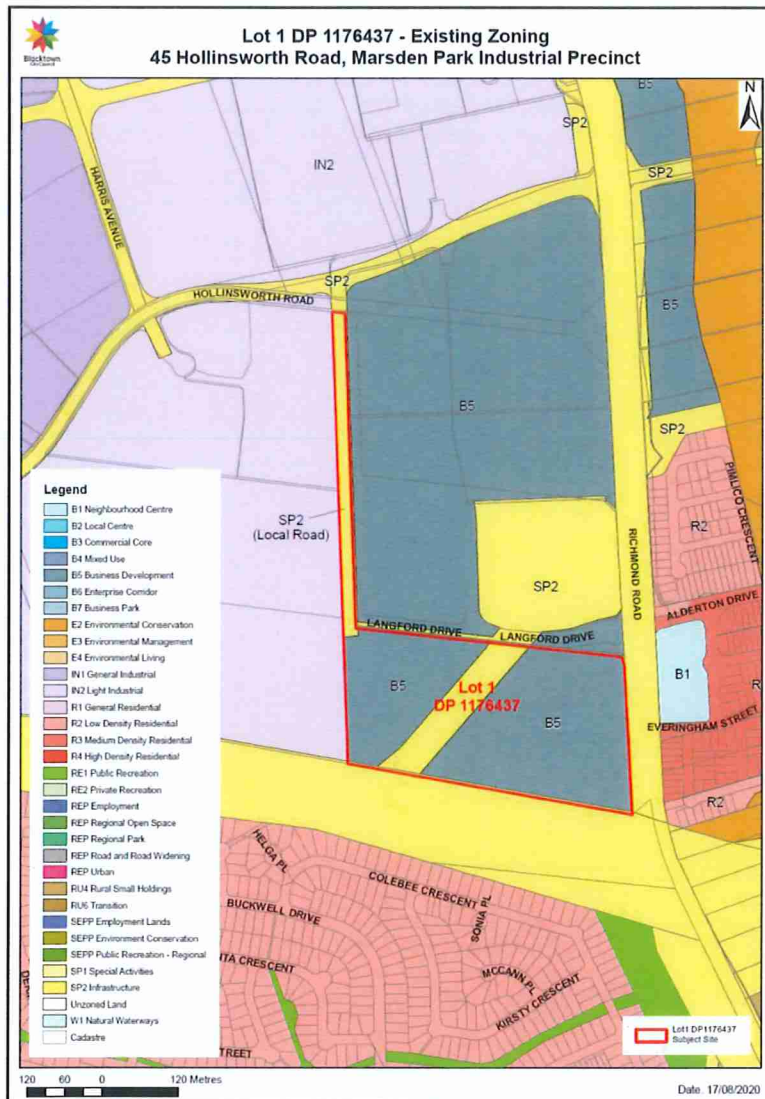 Blacktown
City Council
Lot 1 DP 1176437 - Existing Zoning
45 Hollinsworth Road, Marsden Park Industrial Precinct
N
B5
SP2
IN2
SP2
HARRIS AVENUE
SP2
HOLLINSWORTH ROAD
B5
B5
SP2
SP2
(Local Road)
R2
PIMLICO CRESCENT
SP2
RICHMOND ROAD
ALDERTON DRIVE
LANGFORD DRIVE
LANGFORD DRIVE
B1
R
B5
Lot 1
DP 1176437
B5
EVERINGHAM STREET
R2
HELGA PL
COLEBEE CRESCENT
SONIA PL
BUCKWELL DRIVE
MCCANN PL
KIRSTY CRESCENT
NTA CRESCENT
STREET
Legend
B1 Neighbourhood Centre
B2 Local Centre
B3 Commercial Core
B4 Mixed Use
B5 Business Development
B6 Enterprise Corridor
B7 Business Park
E2 Environmental Conservation
E3 Environmental Management
E4 Environmental Living
IN1 General Industrial
IN2 Light Industrial
R1 General Residential
R2 Low Density Residential
R3 Medium Density Residential
R4 High Density Residential
RE1 Public Recreation
RE2 Private Recreation
REP Employment
REP Regional Open Space
REP Regional Park
REP Road and Road Widening
REP Urban
RU4 Rural Small Holdings
RU6 Transition
SEPP Employment Lands
SEPP Environment Conservation
SEPP Public Recreation - Regional
SP1 Special Activities
SP2 Infrastructure
Unzoned Land
W1 Natural Waterways
Cadastre
Lot1 DP1176437
Subject Site
120 60 0 120 Metres
Date: 17/08/2020